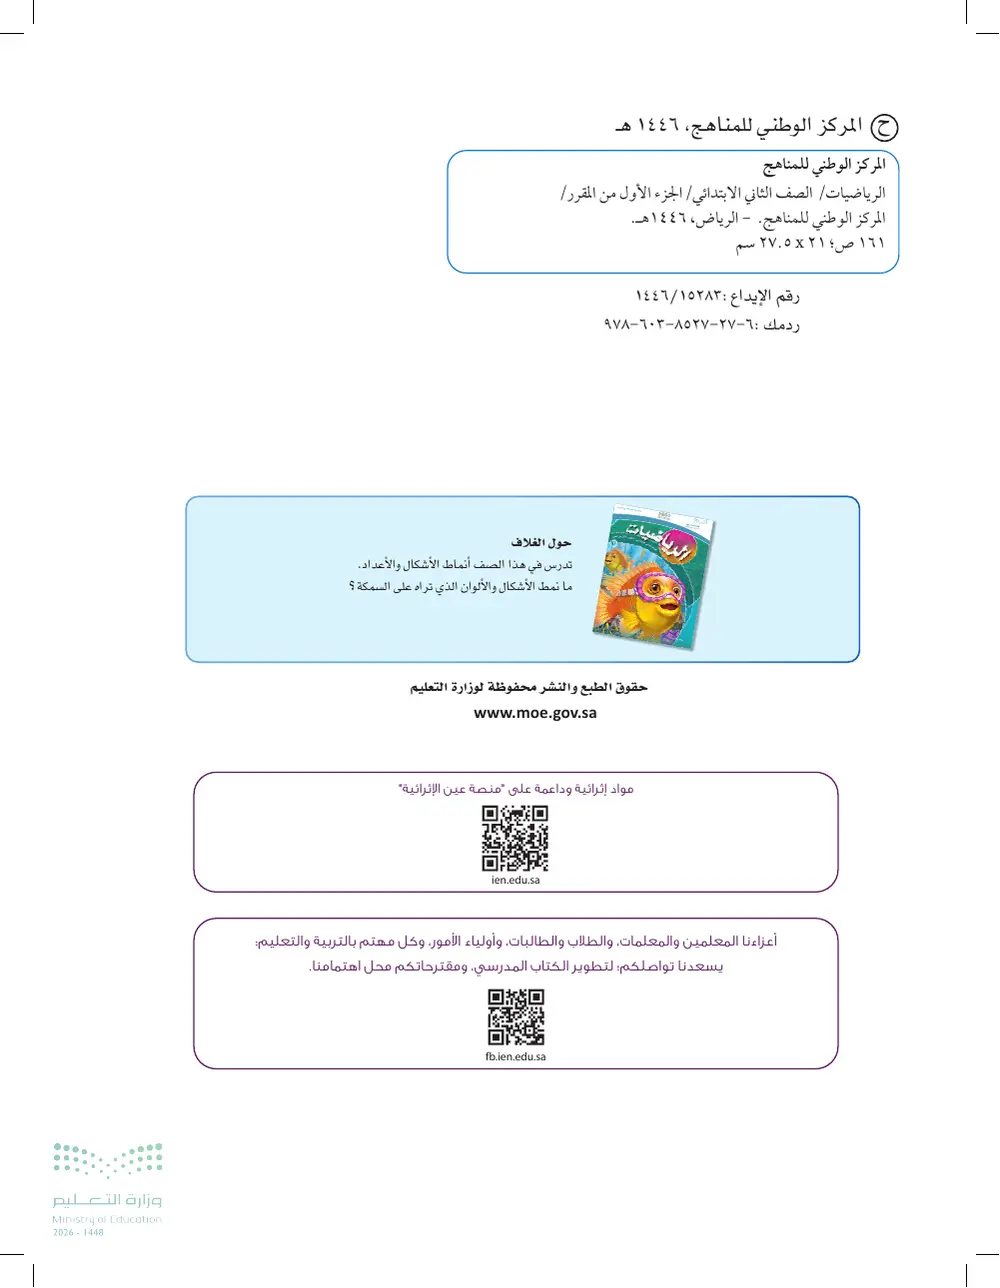 ح المركز الوطني للمناهج، ١٤٤٦ هـ
المركز الوطني للمناهج
الرياضيات/ الصف الثاني الابتدائي/ الجزء الأول من المقرر/
المركز الوطني للمناهج. - الرياض، ١٤٤٦هـ.
١٦١ ص؛ ٢١ x ٢٧.٥ سم
رقم الإيداع :١٤٤٦/١٥٢٨٣
ردمك :٦-٢٧-٨٥٢٧-٦٠٣-٩٧٨
الرياضيات
حول الغلاف
تدرس في هذا الصف أنماط الأشكال والأعداد.
ما نمط الأشكال والألوان الذي تراه على السمكة ؟
حقوق الطبع والنشر محفوظة لوزارة التعليم
www.moe.gov.sa
مواد إثرائية وداعمة على "منصة عين الإثرائية"
ien.edu.sa
أعزاءنا المعلمين والمعلمات، والطلاب والطالبات، وأولياء الأمور، وكل مهتم بالتربية والتعليم:
يسعدنا تواصلكم؛ لتطوير الكتاب المدرسي، ومقترحاتكم محل اهتمامنا.
fb.ien.edu.sa
وزارة التعـــليم
Ministry of Education
2026 - 1448